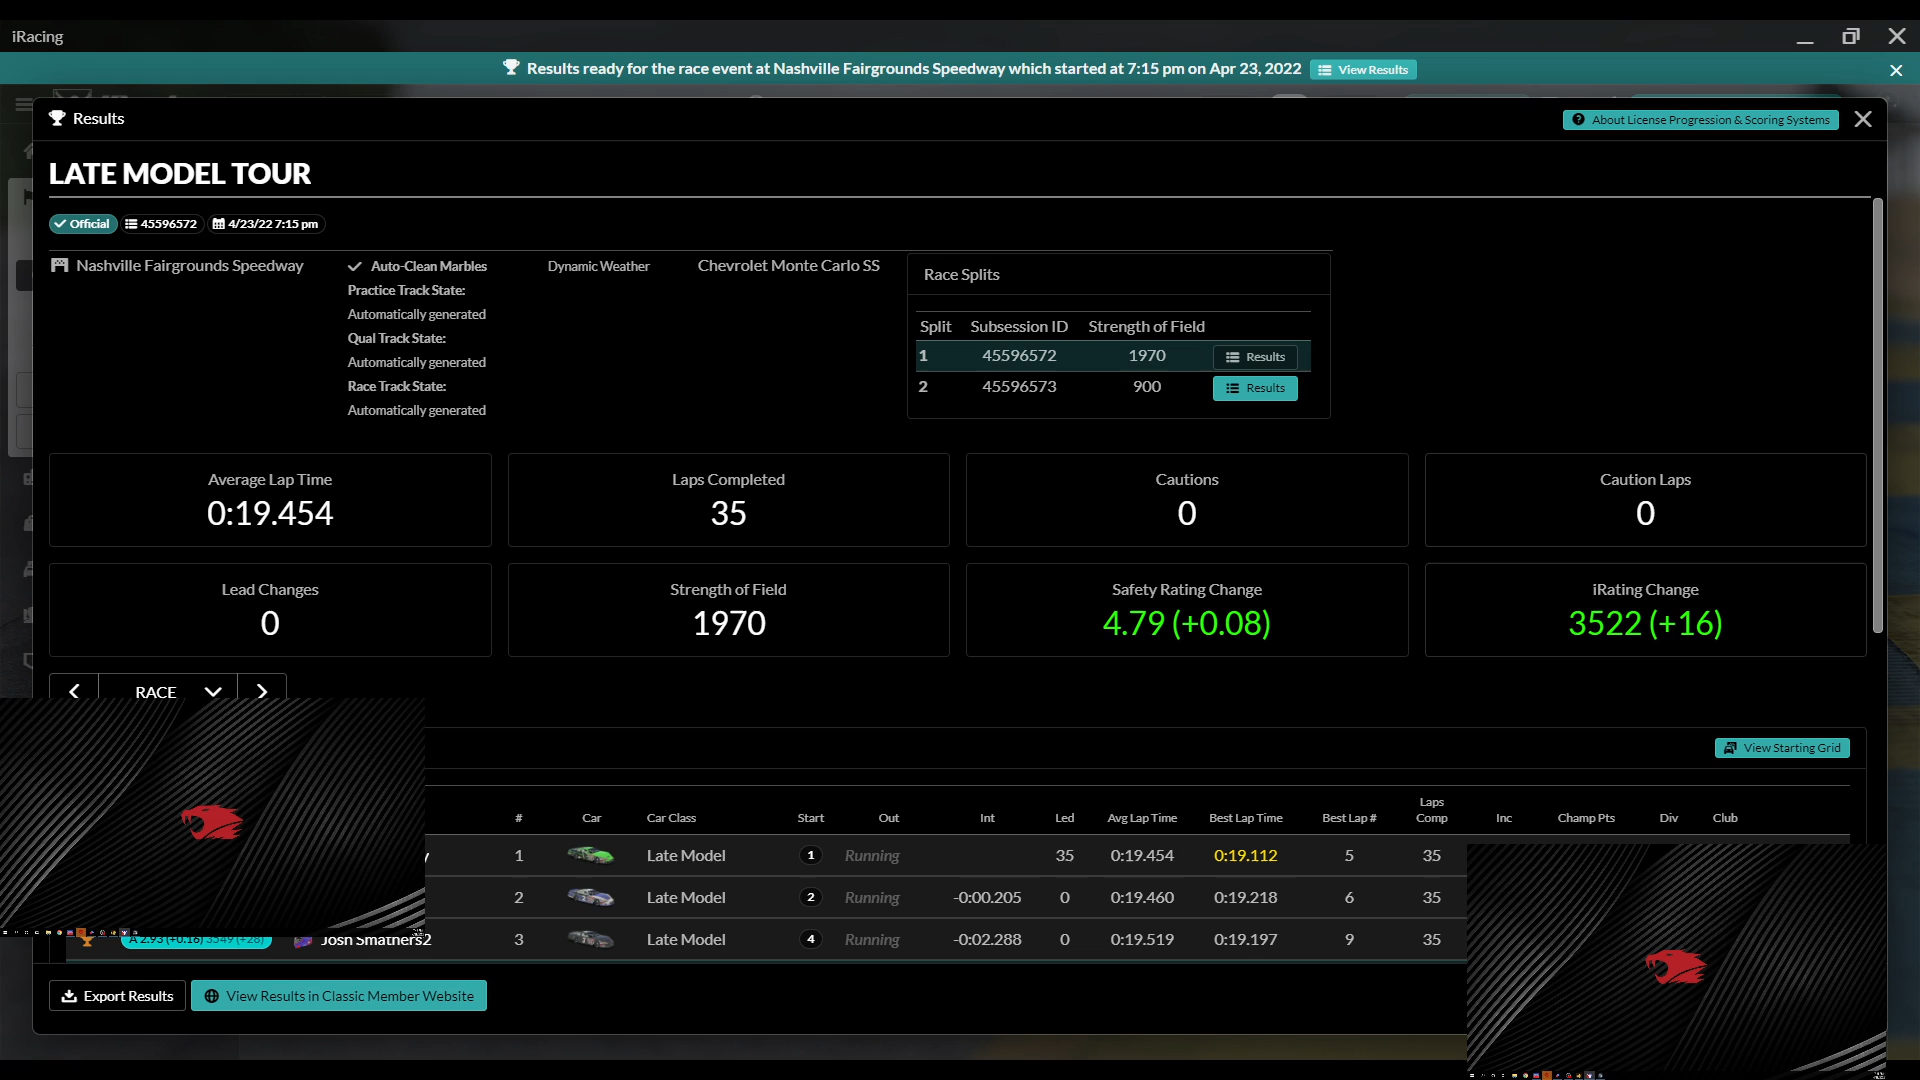 iRacing
Results ready for the race event at Nashville Fairgrounds Speedway which started at 7:15 pm on Apr 23, 2022 View Results
Results
About License Progression & Scoring Systems
LATE MODEL TOUR
Official 45596572 4/23/22 7:15 pm
Nashville Fairgrounds Speedway
Auto-Clean Marbles
Practice Track State:
Automatically generated
Qual Track State:
Automatically generated
Race Track State:
Automatically generated
Dynamic Weather
Chevrolet Monte Carlo SS
Race Splits
Split Subsession ID Strength of Field
1 45596572 1970 Results
2 45596573 900 Results
Average Lap Time
0:19.454
Laps Completed
35
Cautions
0
Caution Laps
0
Lead Changes
0
Strength of Field
1970
Safety Rating Change
4.79 (+0.08)
iRating Change
3522 (+16)
RACE
View Starting Grid
# Car Car Class Start Out Int Led Avg Lap Time Best Lap Time Best Lap # Laps Comp Inc Champ Pts Div Club
1 Late Model 1 Running 35 0:19.454 0:19.112 5 35
2 Late Model 2 Running -0:00.205 0 0:19.460 0:19.218 6 35
A 2.93 (+0.16) 3549 (+28) Josh Smathers2 3 Late Model 4 Running -0:02.288 0 0:19.519 0:19.197 9 35
Export Results
View Results in Classic Member Website